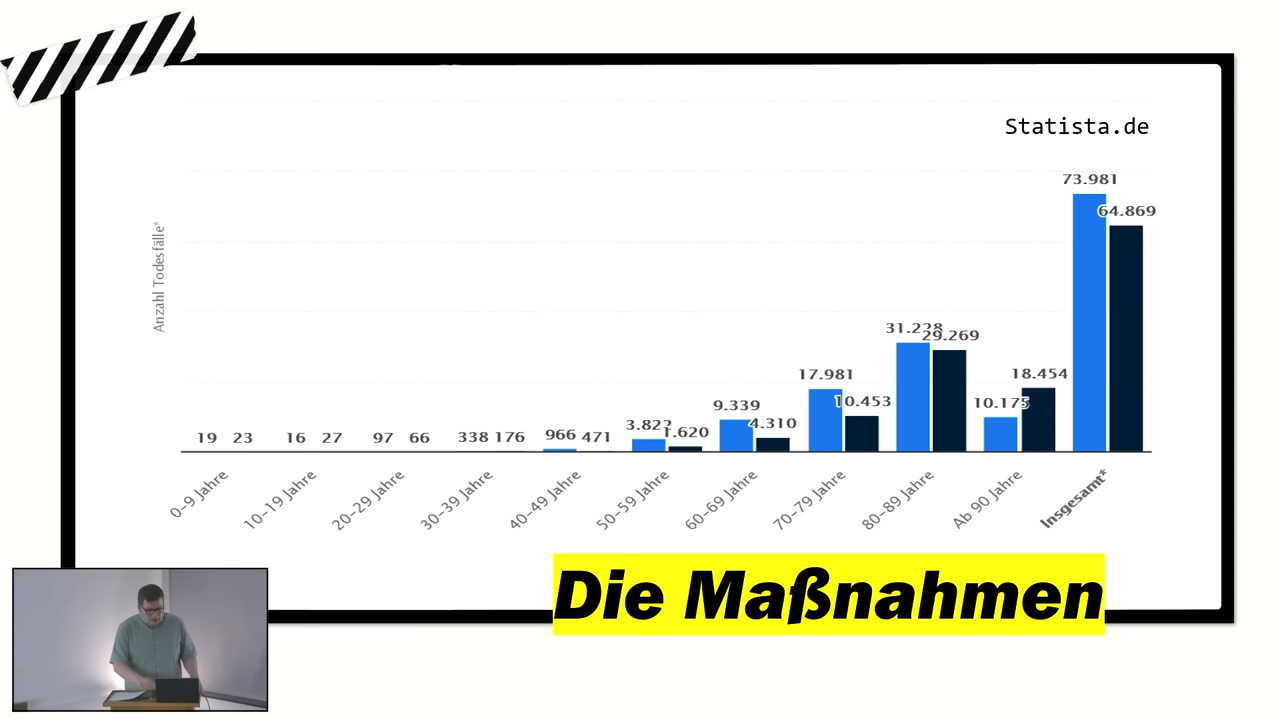 Statista.de
Anzahl Todesfälle*
73.981
64.869
31.228
29.269
17.981
18.454
10.453
10.175
9.339
4.310
3.822
1.620
966 471
338 176
97 66
16 27
19 23
0-9 Jahre
10-19 Jahre
20-29 Jahre
30-39 Jahre
40-49 Jahre
50-59 Jahre
60-69 Jahre
70-79 Jahre
80-89 Jahre
Ab 90 Jahre
Insgesamt*
Die Maßnahmen